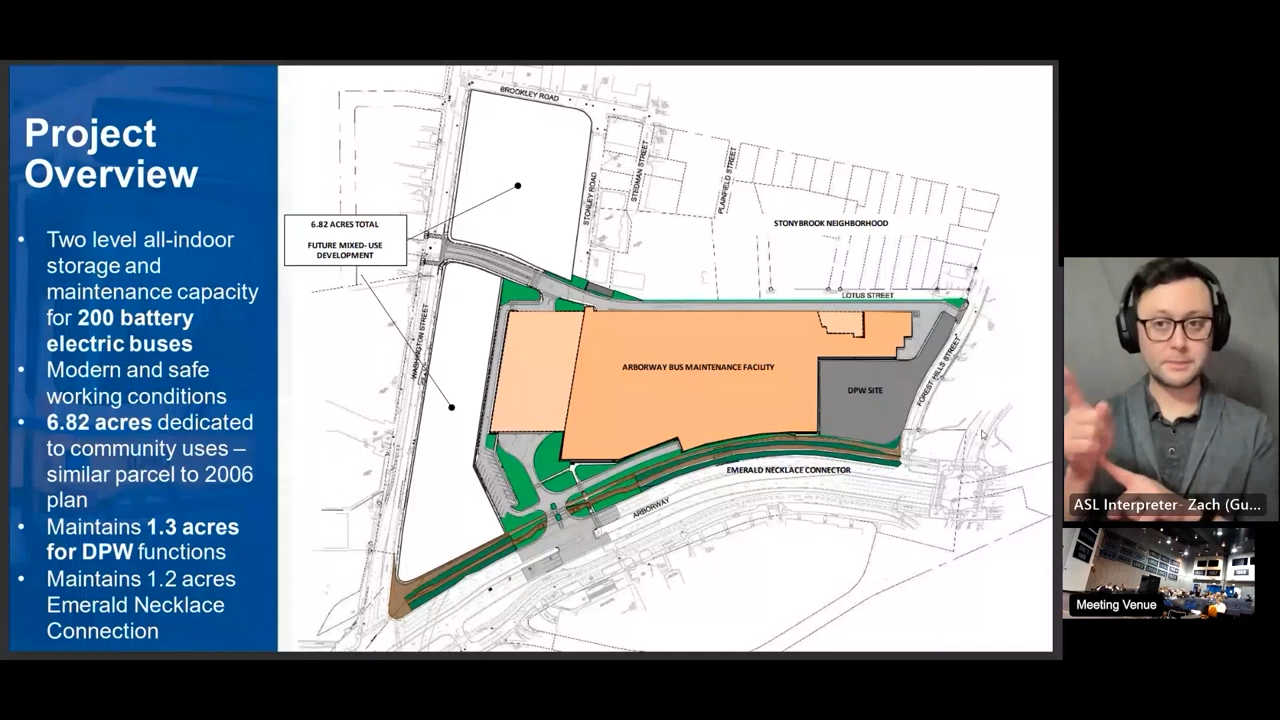 Project
Overview
• Two level all-indoor
storage and
maintenance capacity
for 200 battery
electric buses
• Modern and safe
working conditions
• 6.82 acres dedicated
to community uses –
similar parcel to 2006
plan
• Maintains 1.3 acres
for DPW functions
• Maintains 1.2 acres
Emerald Necklace
Connection
BROOKLEY ROAD
STONLEY ROAD
STEDMAN STREET
PLAINFIELD STREET
STONYBROOK NEIGHBORHOOD
6.82 ACRES TOTAL
FUTURE MIXED- USE
DEVELOPMENT
LOTUS STREET
WASHINGTON STREET
FOREST HILLS STREET
ARBORWAY BUS MAINTENANCE FACILITY
DPW SITE
EMERALD NECKLACE CONNECTOR
ARBORWAY
ASL Interpreter- Zach (Gu...
Meeting Venue